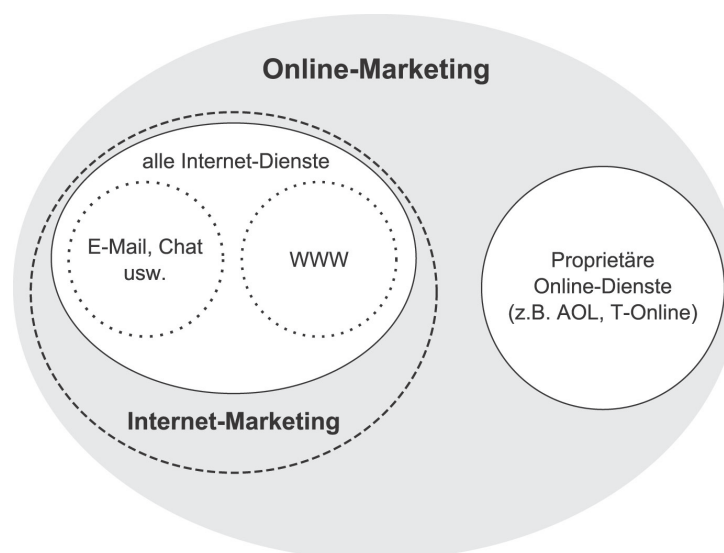 Online-Marketing
alle Internet-Dienste
E-Mail, Chat
usw.
WWW
Proprietäre
Online-Dienste
(z.B. AOL, T-Online)
Internet-Marketing